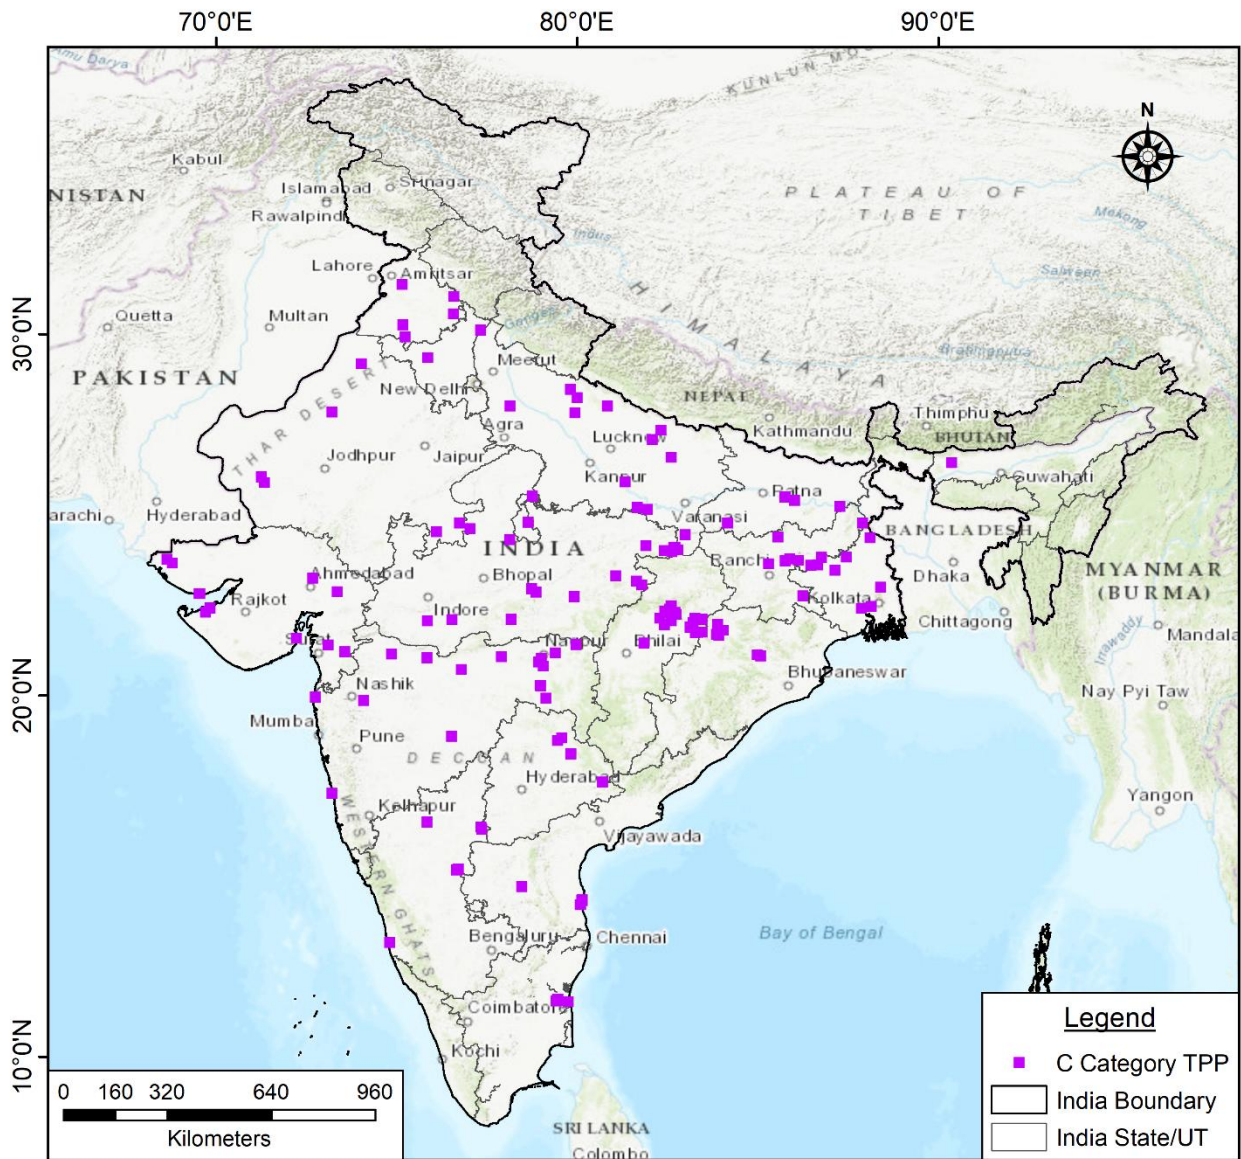 70°0'E 80°0'E 90°0'E
Amu Darya
KUNLUN MO
N
Kabul
Islamabad
Srinagar
NISTAN
Rawalpind
PLATEAU OF
TIBET
Mekong
Indus
Lahore
Amritsar
Salween
HIMALAYA
Quetta
Multan
30°0'N
Ganges
Meerut
PAKISTAN
New Delhi
NEPAL
Thimphu
THAR DESERT
Agra
Lucknow
Kathmandu
BHUTAN
Jodhpur
Jaipur
Kanpur
Guwahati
Patna
arachi
Hyderabad
Varanasi
BANGLADESH
INDIA
Ranchi
Dhaka
MYANMAR
(BURMA)
Ahmedabad
Bhopal
Rajkot
Indore
Kolkata
Chittagong
Irrawaddy
Mandala
Nagpur
Bhilai
Bhubaneswar
20°0'N
Nashik
Nay Pyi Taw
Mumba
Pune
DECCAN
Hyderabad
Yangon
WESTERN GHATS
Vijayawada
Bengaluru
Chennai
Bay of Bengal
Coimbatore
Kochi
10°0'N
Legend
C Category TPP
India Boundary
India State/UT
0 160 320 640 960
Kilometers
SRI LANKA
Colombo